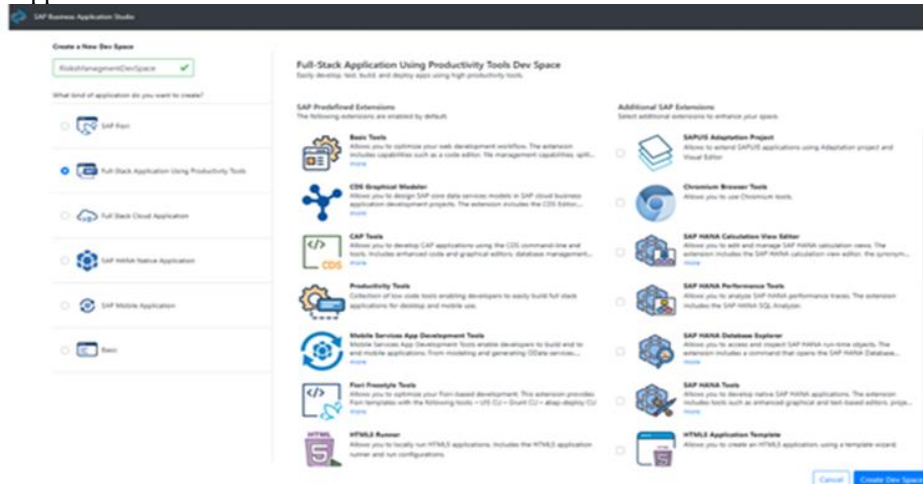 SAP Business Application Studio
Create a New Dev Space
What kind of application do you want to create?
SAP Fiori
Full Stack Application Using Productivity Tools
Full Stack Cloud Application
SAP HANA Native Application
SAP Mobile Application
Basic
Full-Stack Application Using Productivity Tools Dev Space
Easily develop, test, build, and deploy apps using high productivity tools.
SAP Predefined Extensions
The following extensions are enabled by default.
Basic Tools
Allows you to optimize your web development workflow. The extension
includes capabilities such as a code editor, file management capabilities, split...
more
CDS Graphical Modeler
Allows you to design SAP core data services models in SAP cloud business
application development projects. The extension includes the CDS Editor,...
more
CDS
CAP Tools
Allows you to develop CAP applications using the CDS command-line and
tools. Includes enhanced code and graphical editors, database management,...
more
Productivity Tools
Collection of low code tools enabling developers to easily build full stack
applications for desktop and mobile use.
Mobile Services App Development Tools
Mobile Services App Development Tools enable developers to build end to
end mobile applications. From modeling and generating OData services,...
more
Fiori Freestyle Tools
Allows you to optimize your Fiori-based development. This extension provides
Fiori templates with the following tools: - UI5 CLI - Grunt CLI - abap-deploy CLI
more
HTML
5
HTML5 Runner
Allows you to locally run HTML5 applications. Includes the HTML5 application
runner and run configurations.
Additional SAP Extensions
Select additional extensions to enhance your space.
SAPUI5 Adaptation Project
Allows to extend SAPUI5 applications using Adaptation project and
Visual Editor
Chromium Browser Tools
Allows you to use Chromium tools.
SAP HANA Calculation View Editor
Allows you to edit and manage SAP HANA calculation views. The
extension includes the SAP HANA calculation view editor, the synonym...
more
SAP HANA Performance Tools
Allows you to analyze SAP HANA performance traces. The extension
includes the SAP HANA SQL Analyzer.
SAP HANA Database Explorer
Allows you to access and inspect SAP HANA run-time objects. The
extension includes a command that opens the SAP HANA Database...
more
SAP HANA Tools
Allows you to develop native SAP HANA applications. The extension
includes tools such as enhanced graphical and text-based editors, proje...
more
5
HTML5 Application Template
Allows you to create an HTML5 application, using a template wizard.
Cancel
Create Dev Space